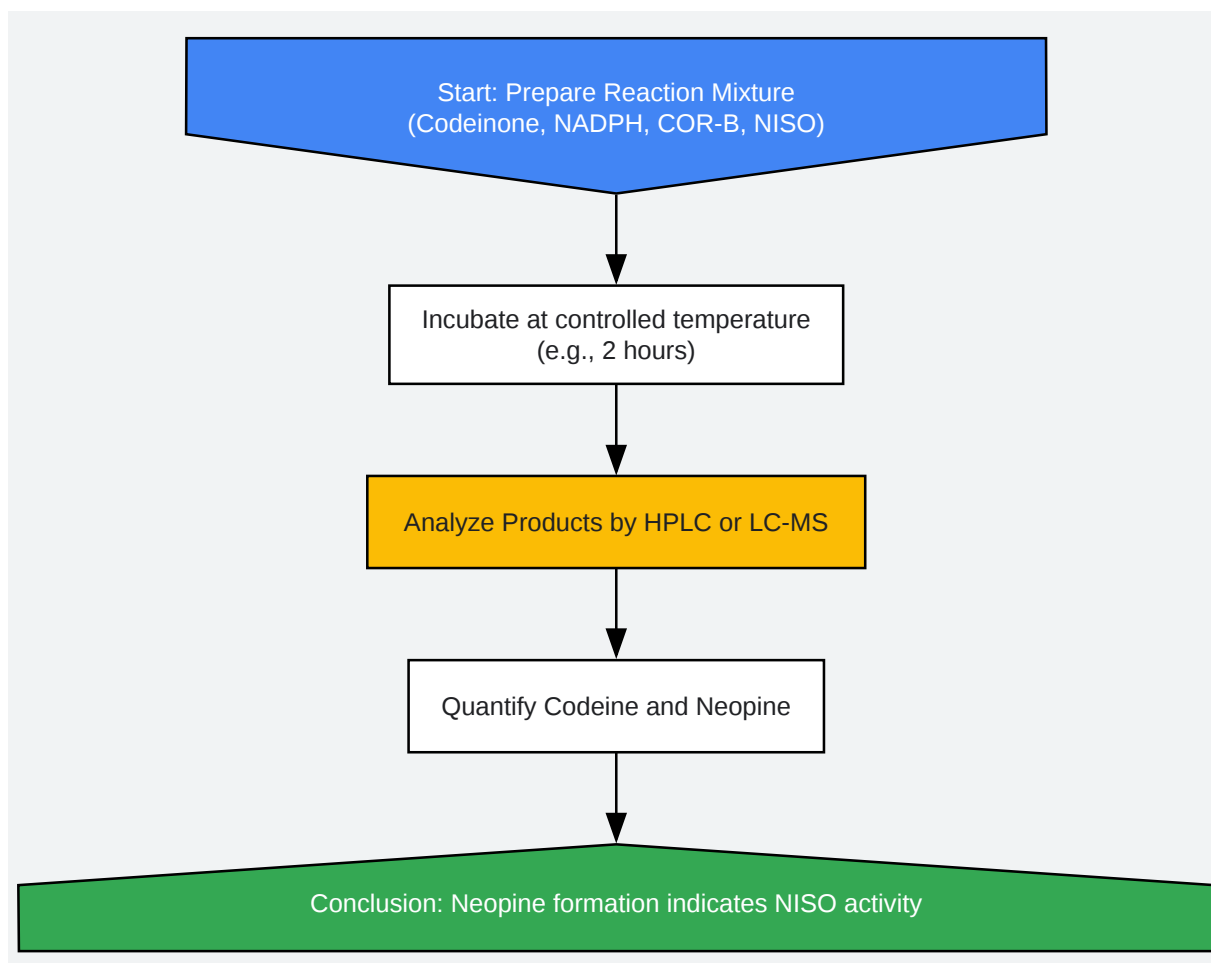 Start: Prepare Reaction Mixture
(Codeinone, NADPH, COR-B, NISO)
Incubate at controlled temperature
(e.g., 2 hours)
Analyze Products by HPLC or LC-MS
Quantify Codeine and Neopine
Conclusion: Neopine formation indicates NISO activity